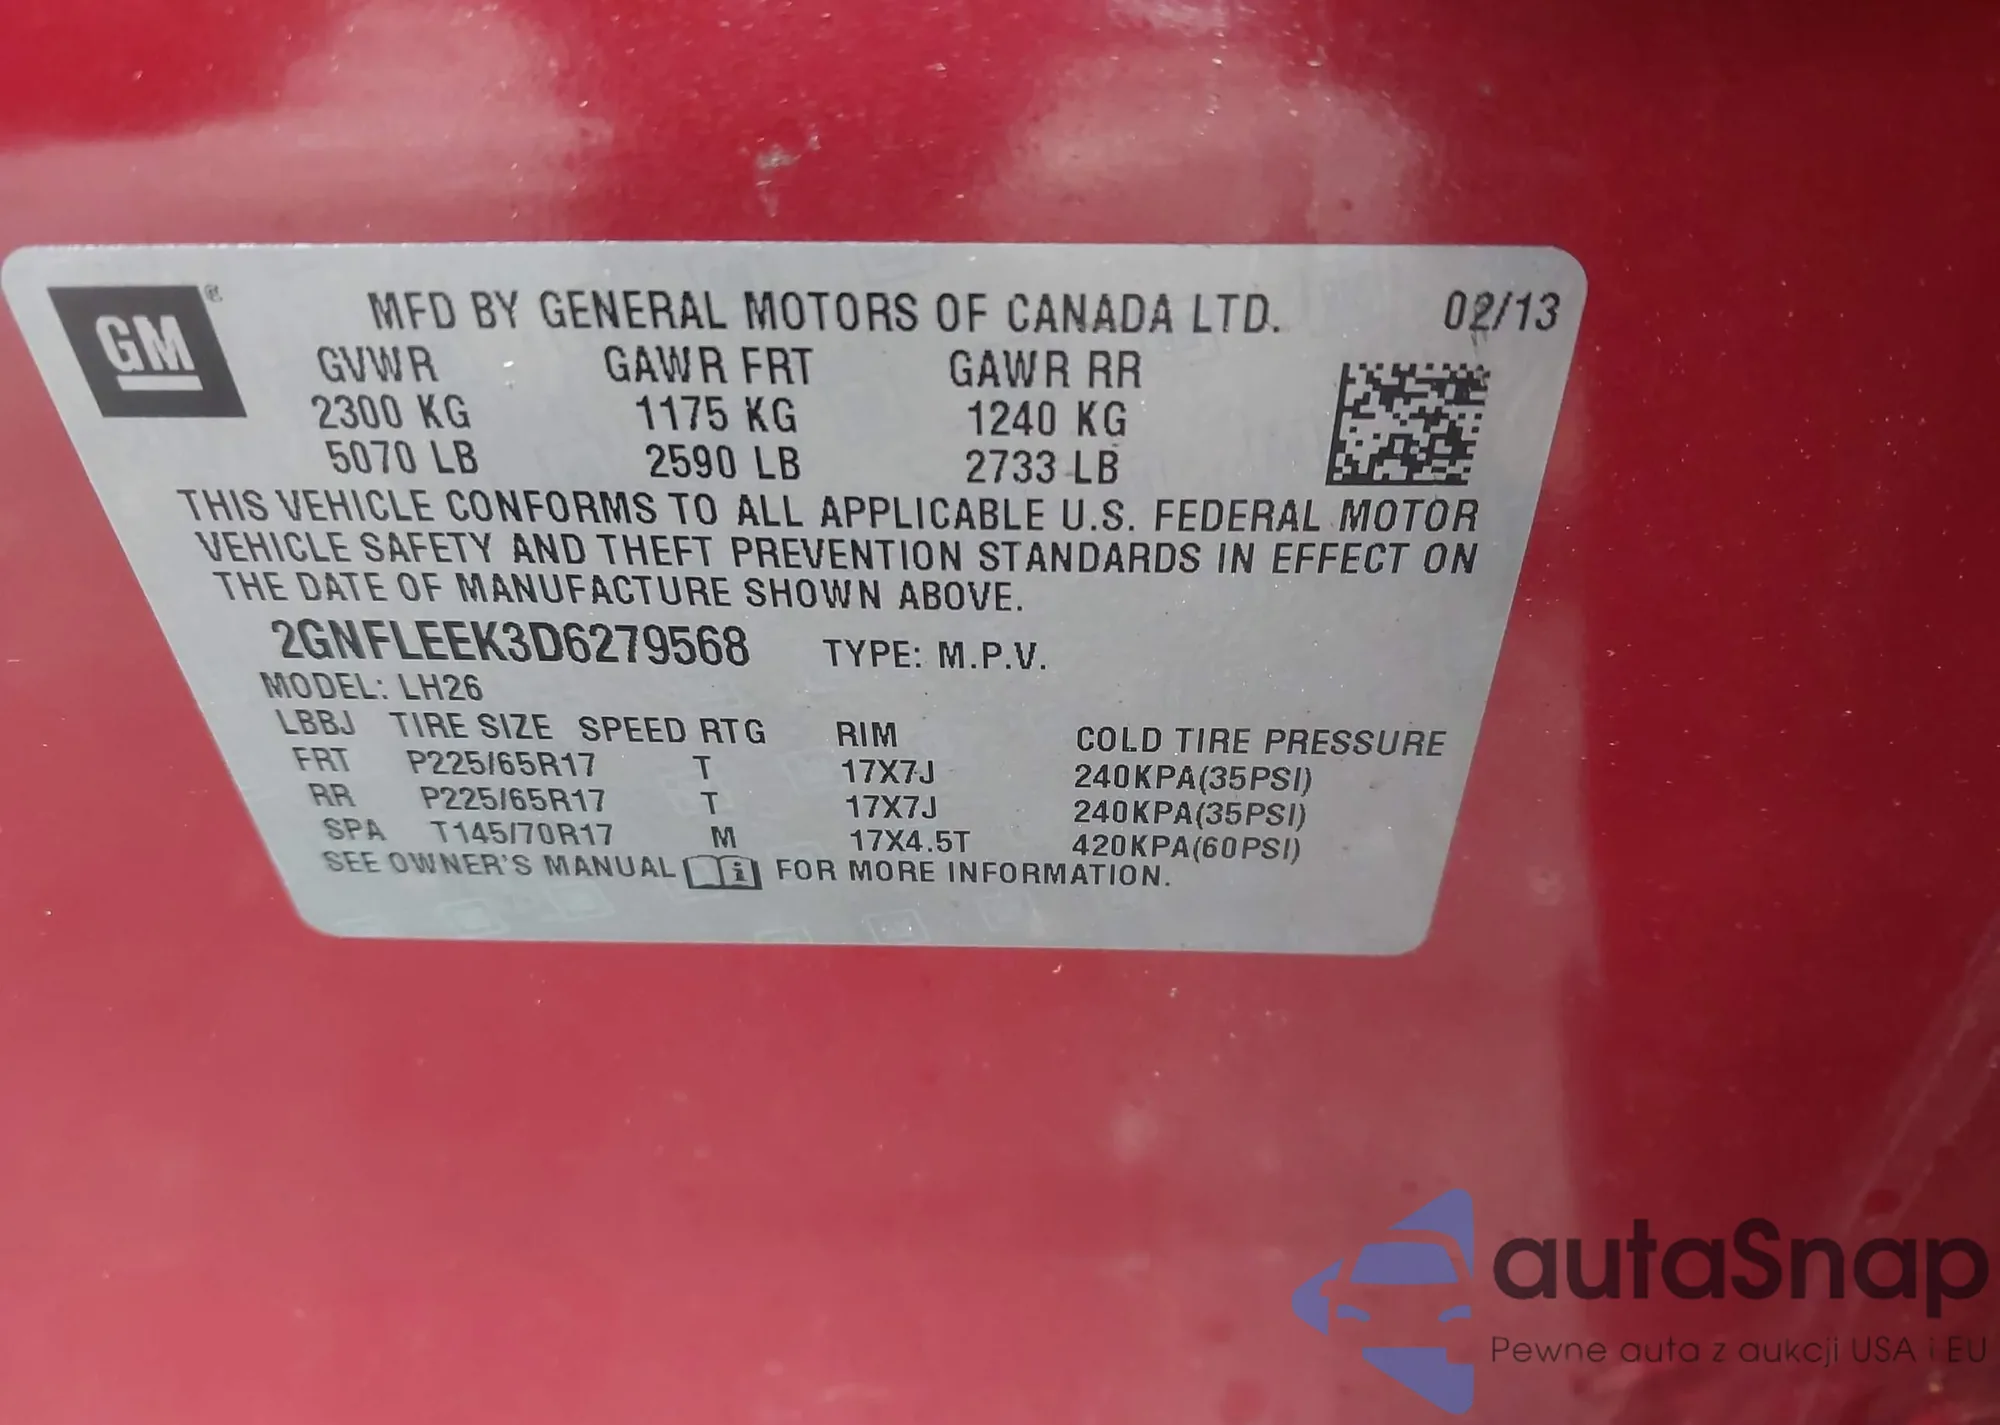 GM®
MFD BY GENERAL MOTORS OF CANADA LTD. 02/13
GVWR GAWR FRT GAWR RR
2300 KG 1175 KG 1240 KG
5070 LB 2590 LB 2733 LB
THIS VEHICLE CONFORMS TO ALL APPLICABLE U.S. FEDERAL MOTOR
VEHICLE SAFETY AND THEFT PREVENTION STANDARDS IN EFFECT ON
THE DATE OF MANUFACTURE SHOWN ABOVE.
2GNFLEEK3D6279568 TYPE: M.P.V.
MODEL: LH26
LBBJ TIRE SIZE SPEED RTG RIM COLD TIRE PRESSURE
FRT P225/65R17 T 17X7J 240KPA(35PSI)
RR P225/65R17 T 17X7J 240KPA(35PSI)
SPA T145/70R17 M 17X4.5T 420KPA(60PSI)
SEE OWNER'S MANUAL i FOR MORE INFORMATION.
autaSnap
Pewne auta z aukcji USA i EU